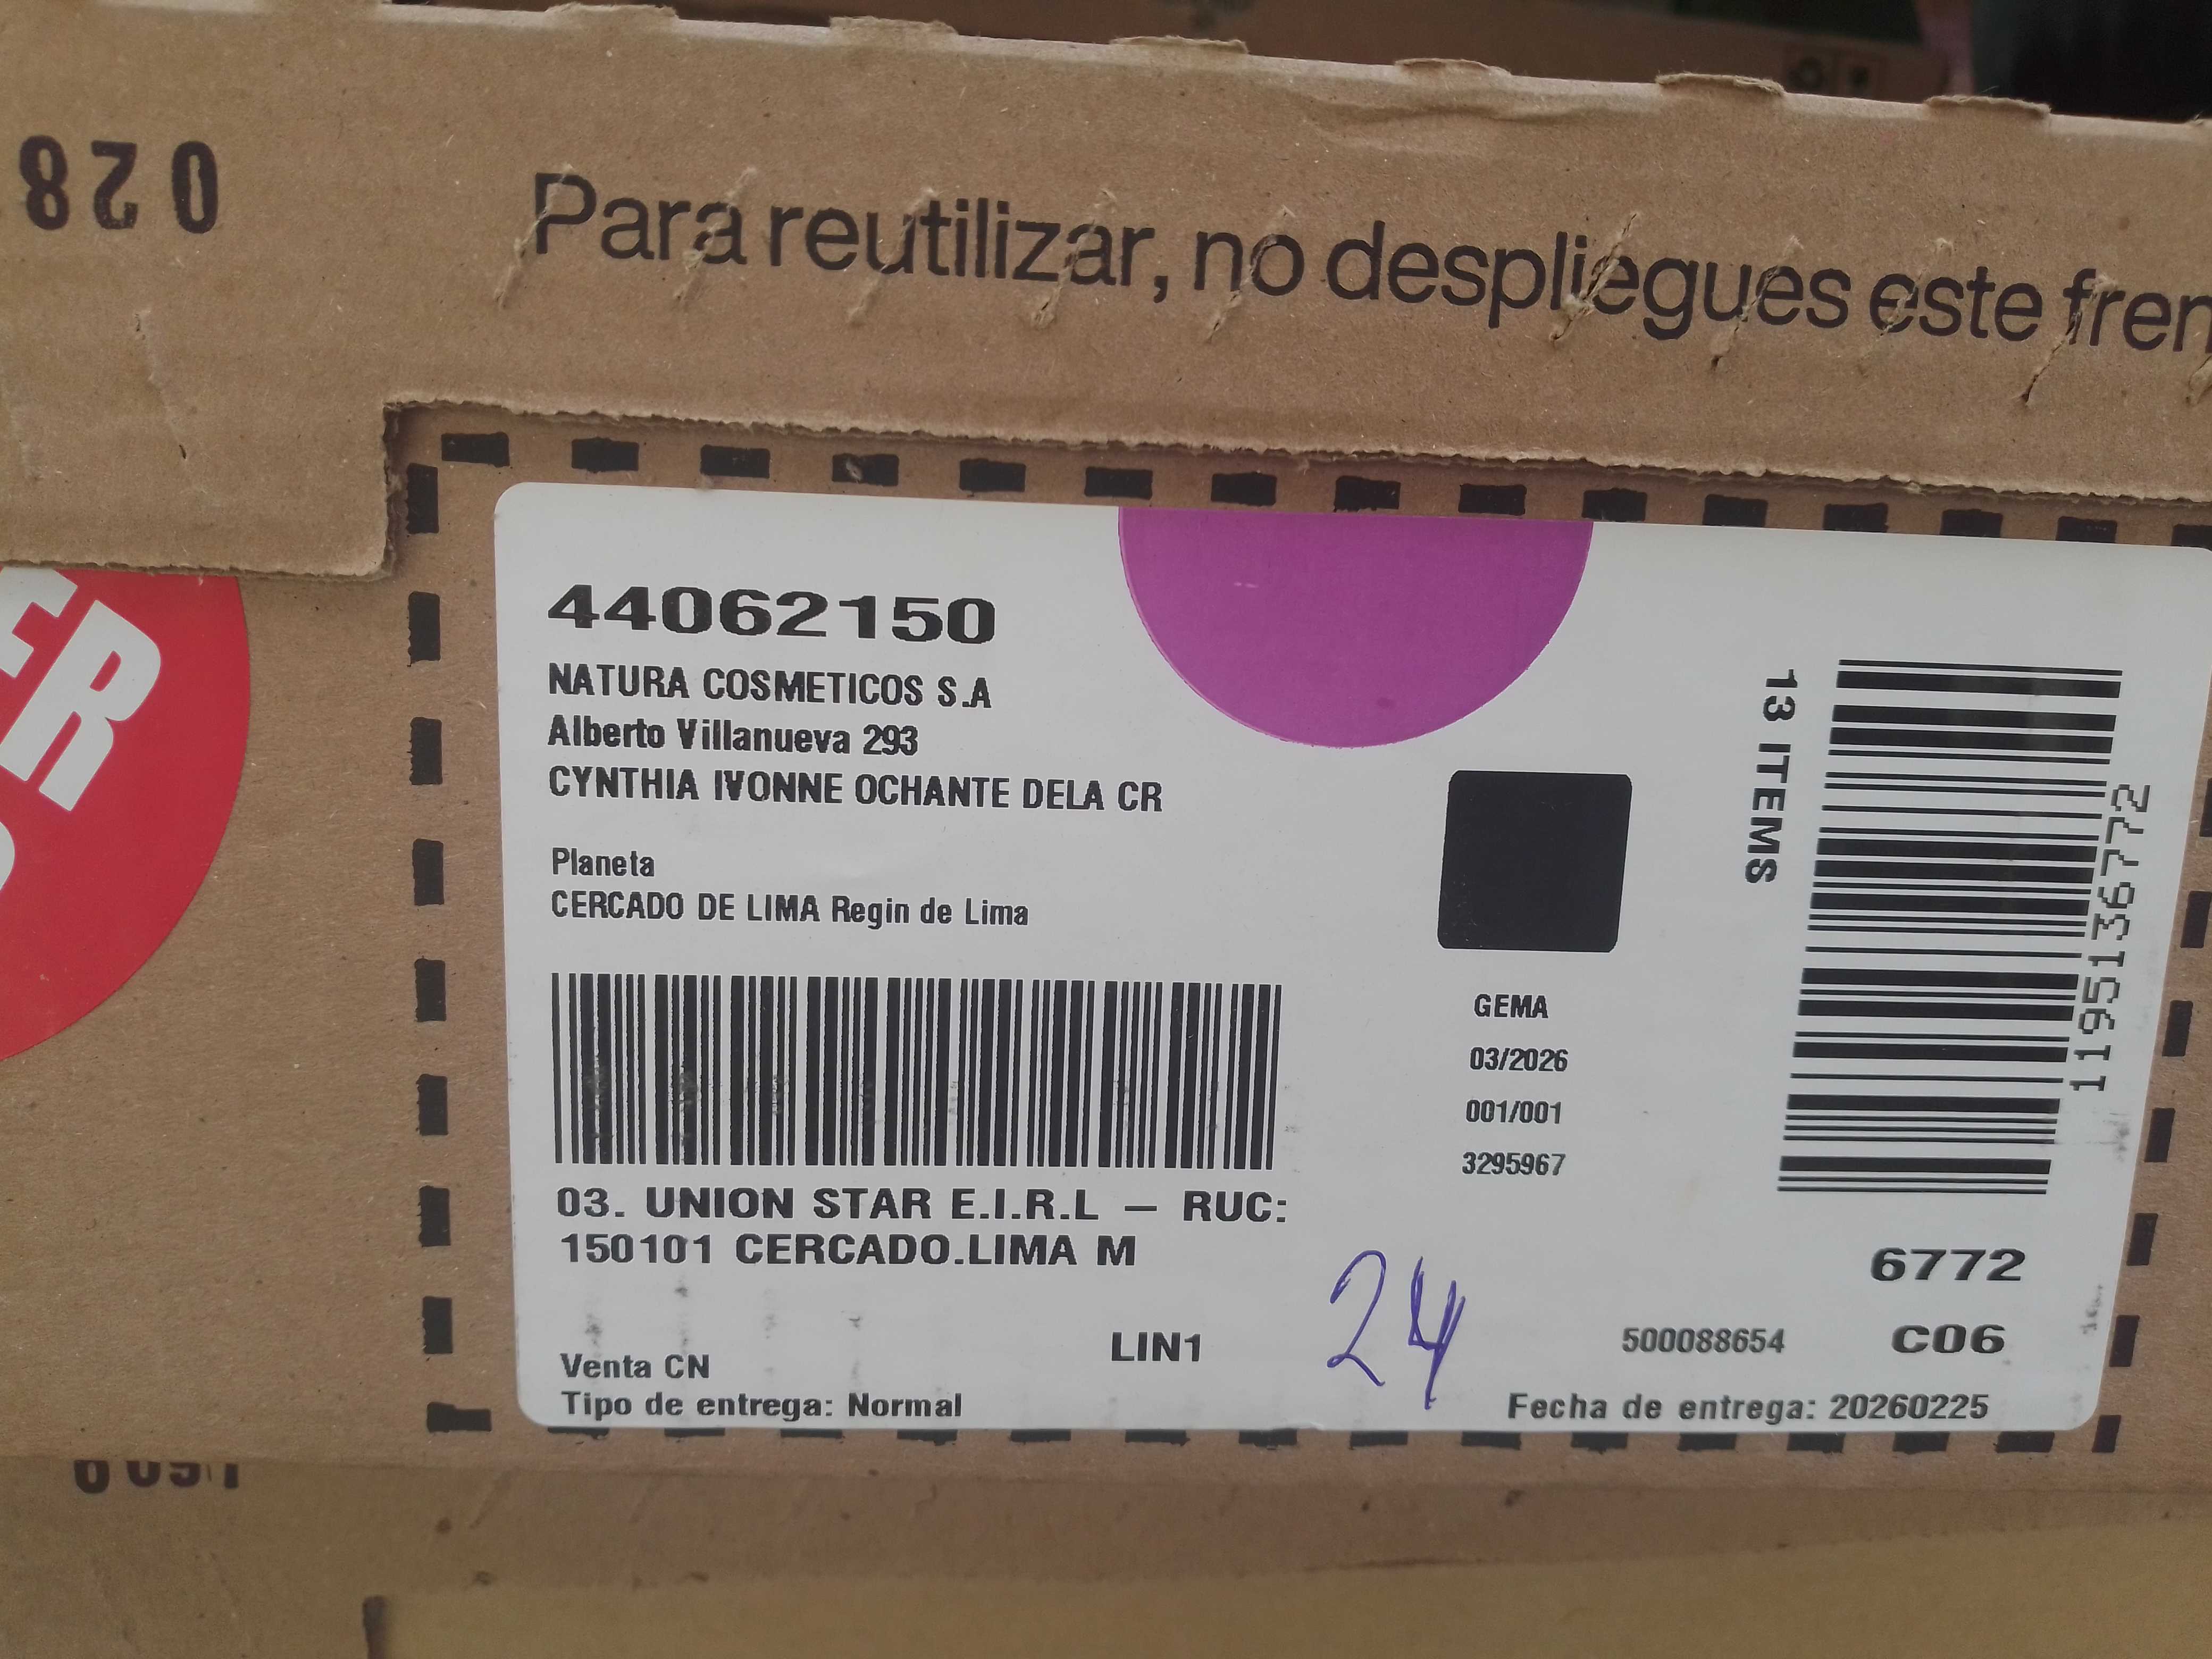 028
Para reutilizar, no despliegues este fren
44062150
NATURA COSMETICOS S.A
Alberto Villanueva 293
CYNTHIA IVONNE OCHANTE DELA CR
Planeta
CERCADO DE LIMA Regin de Lima
03. UNION STAR E.I.R.L — RUC:
150101 CERCADO.LIMA M
Venta CN
Tipo de entrega: Normal
LIN1
24
GEMA
03/2026
001/001
3295967
13 ITEMS
1195136772
6772
500088654
C06
Fecha de entrega: 20260225
ER
R